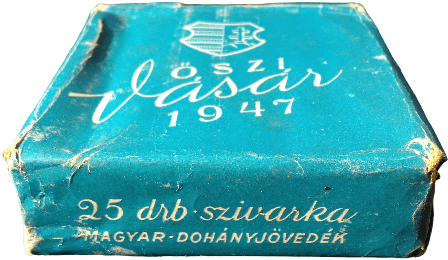 ŐSZI
Vásár
1947
25 drb·szivarka
MAGYAR-DOHÁNYJÖVEDÉK